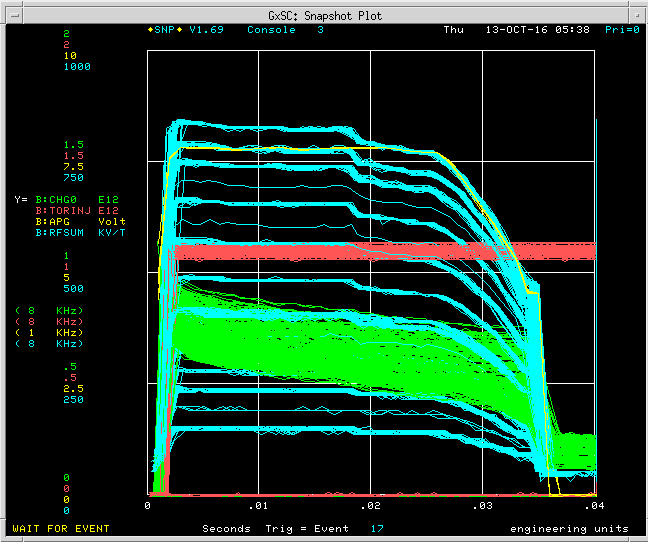 GxSC: Snapshot Plot
◆SNP◆ V1.69 Console 3 Thu 13-OCT-16 05:38 Pri=0
2
2
10
1000
1.5
1.5
7.5
750
Y= B:CHG0 E12
B:TORINJ E12
B:APG Volt
B:RFSUM KV/T
1
1
5
500
( 8 KHz)
( 8 KHz)
( 1 KHz)
( 8 KHz)
.5
.5
2.5
250
0
0
0
0
0 .01 .02 .03 .04
WAIT FOR EVENT Seconds Trig = Event 17 engineering units